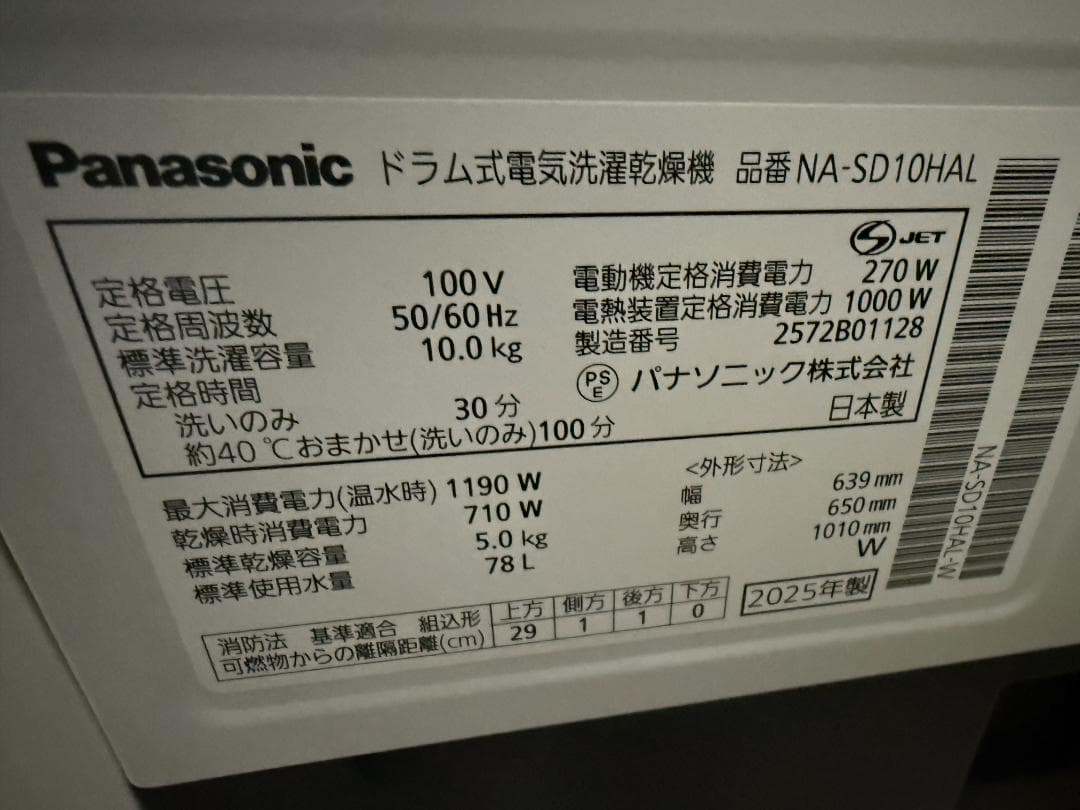 Panasonic ドラム式電気洗濯乾燥機 品番 NA-SD10HAL
S JET
定格電圧 100 V
定格周波数 50/60 Hz
標準洗濯容量 10.0 kg
定格時間
洗いのみ 30 分
約40 ℃おまかせ(洗いのみ) 100 分
電動機定格消費電力 270 W
電熱装置定格消費電力 1000 W
製造番号 2572B01128
PS E パナソニック株式会社
日本製
最大消費電力(温水時) 1190 W
乾燥時消費電力 710 W
標準乾燥容量 5.0 kg
標準使用水量 78 L
<外形寸法>
幅 639 mm
奥行 650 mm
高さ 1010 mm
W
消防法 基準適合 組込形 上方 側方 後方 下方
可燃物からの離隔距離(cm) 29 1 1 0
2025年製
NA-SD10HAL-W